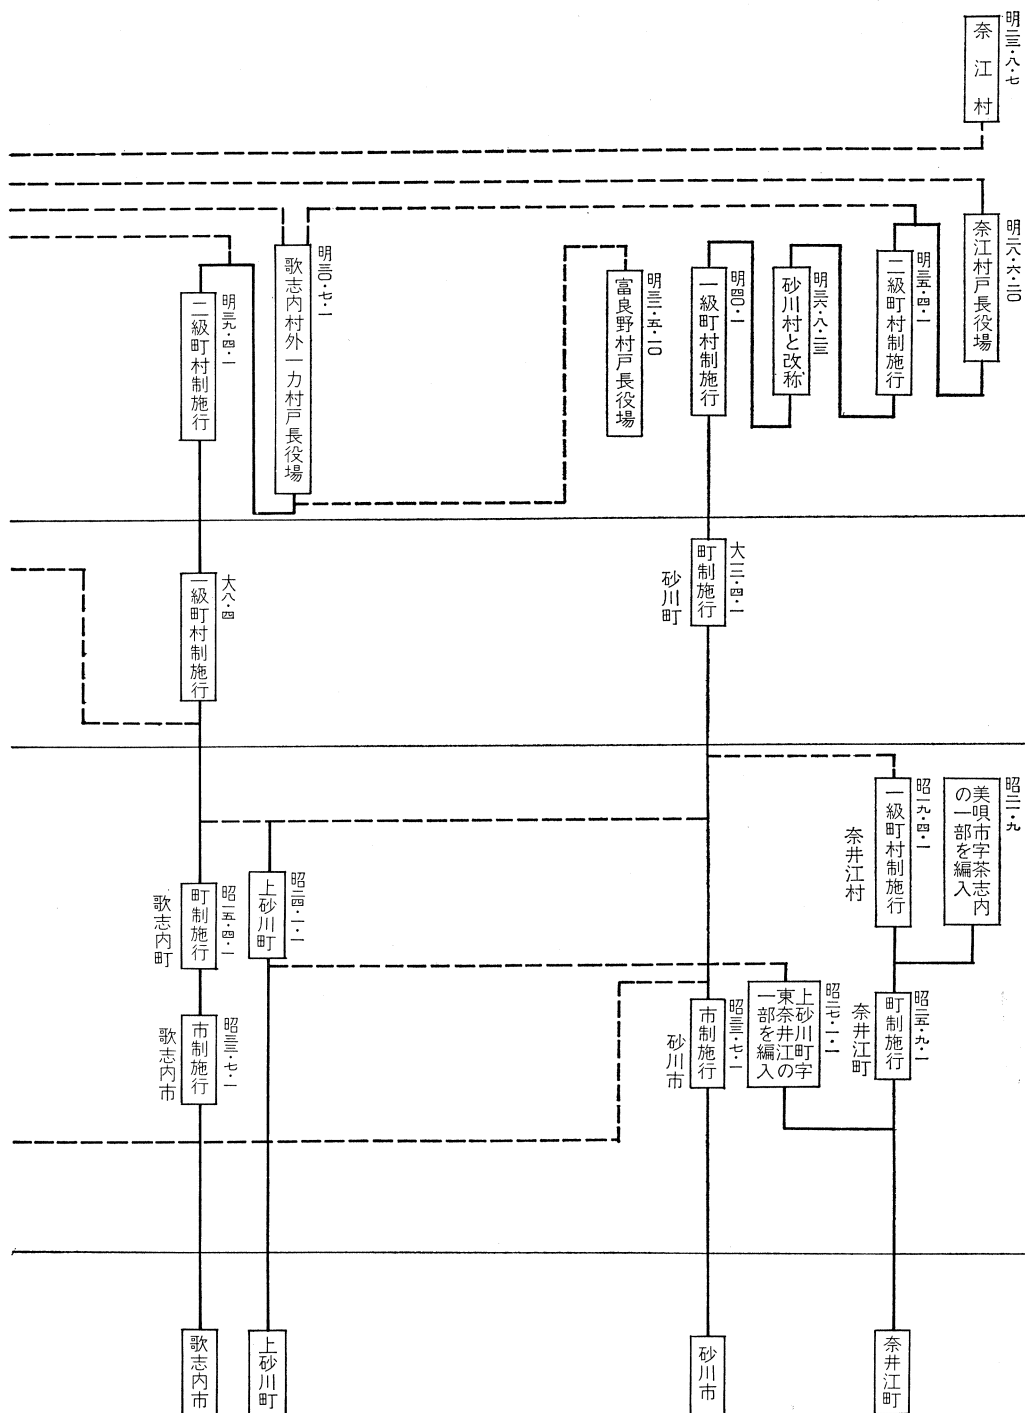 明二三・八・七
奈江村
明二八・六・二〇
奈江村戸長役場
明三五・四・一
二級町村制施行
明三六・八・二三
砂川村と改称
明四〇・一
一級町村制施行
明三二・五・一〇
富良野村戸長役場
明三〇・七・一
歌志内村外一カ村戸長役場
明三九・四・一
二級町村制施行
大一二・四・一
町制施行
砂川町
大八・四
一級町村制施行
昭二一・九
美唄市字茶志内
の一部を編入
昭一九・四・一
一級町村制施行
奈井江村
昭二五・九・一
町制施行
奈井江町
昭二七・一・一
上砂川町字
東奈井江の
一部を編入
昭三三・七・一
市制施行
砂川市
昭二四・一・一
上砂川町
昭一五・四・一
町制施行
歌志内町
昭三三・七・一
市制施行
歌志内市
奈井江町
砂川市
上砂川町
歌志内市